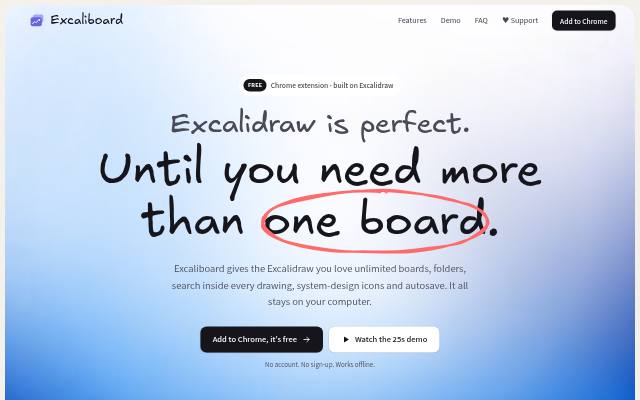 Excaliboard
Features Demo FAQ ♥ Support Add to Chrome
FREE Chrome extension · built on Excalidraw
Excalidraw is perfect.
Until you need more
than one board.
Excaliboard gives the Excalidraw you love unlimited boards, folders,
search inside every drawing, system-design icons and autosave. It all
stays on your computer.
Add to Chrome, it's free → ▶ Watch the 25s demo
No account. No sign-up. Works offline.